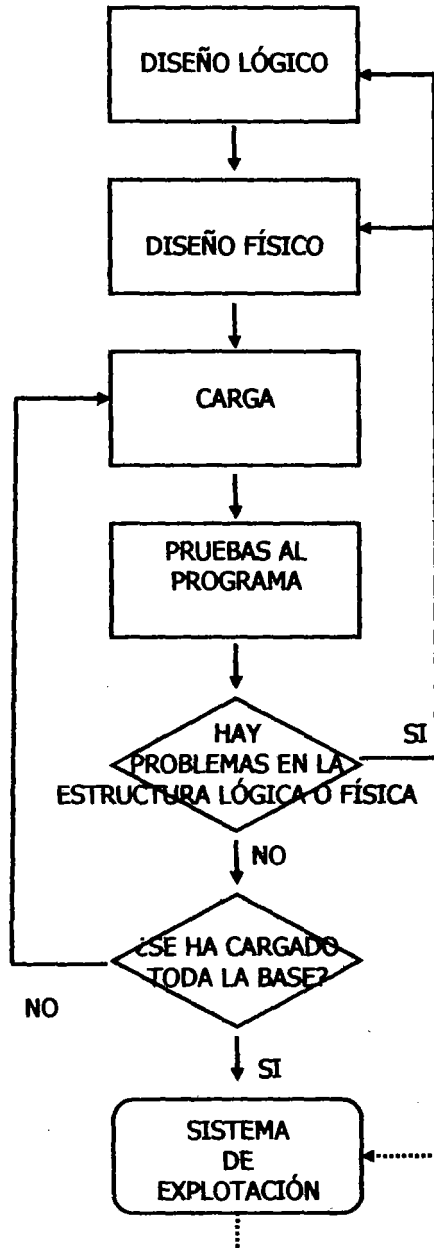 DISEÑO LÓGICO
DISEÑO FÍSICO
CARGA
PRUEBAS AL
PROGRAMA
HAY
PROBLEMAS EN LA
ESTRUCTURA LÓGICA O FÍSICA
SI
NO
¿SE HA CARGADO
TODA LA BASE?
NO
SI
SISTEMA
DE
EXPLOTACIÓN